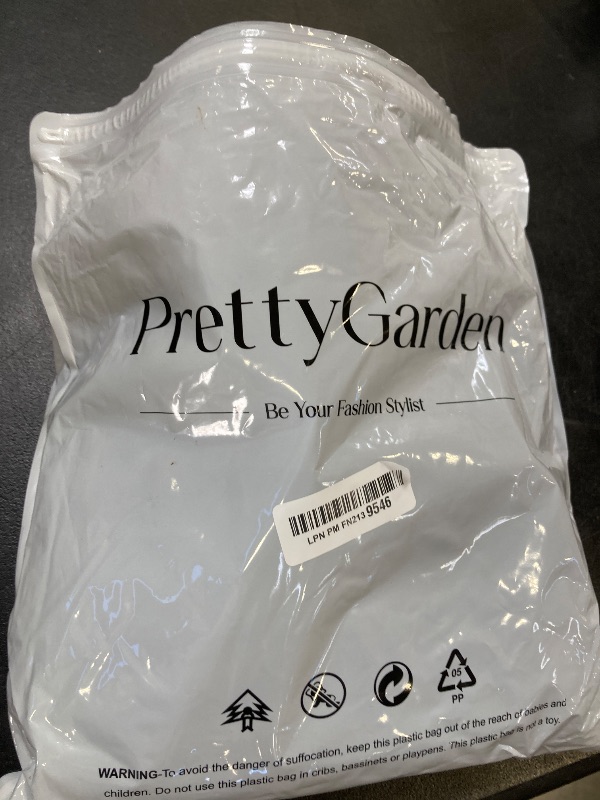 PrettyGarden
Be Your Fashion Stylist
LPN PM FN213 9546
05
PP
WARNING-To avoid the danger of suffocation, keep this plastic bag out of the reach of babies and
children. Do not use this plastic bag in cribs, bassinets or playpens. This plastic bag is not a toy.